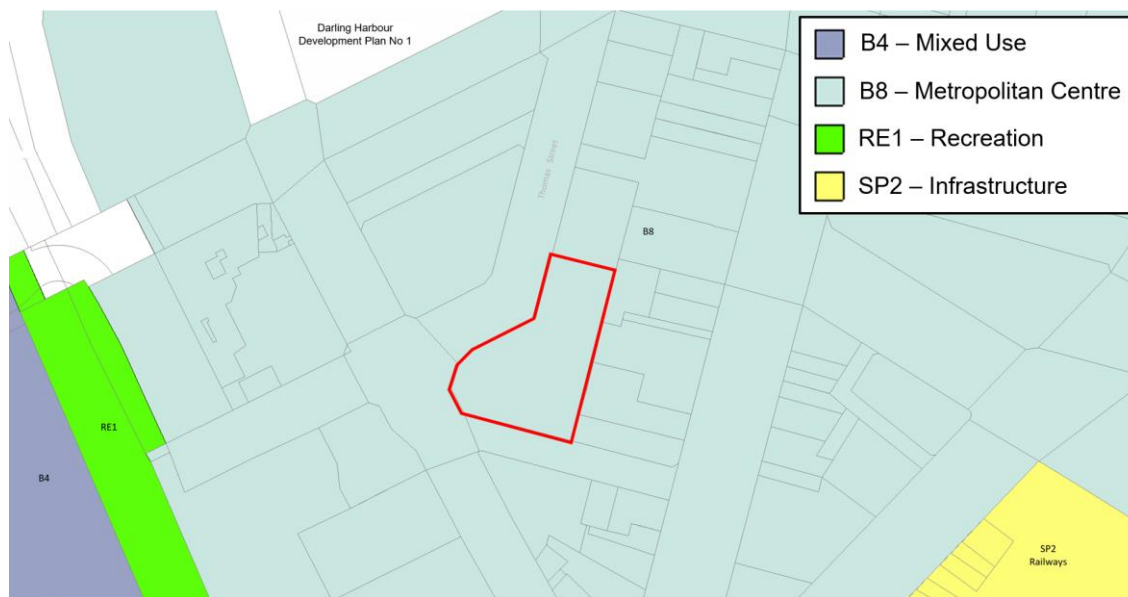 Darling Harbour
Development Plan No 1
B4 – Mixed Use
B8 – Metropolitan Centre
RE1 – Recreation
SP2 – Infrastructure
Thomas Street
B8
RE1
B4
SP2
Railways